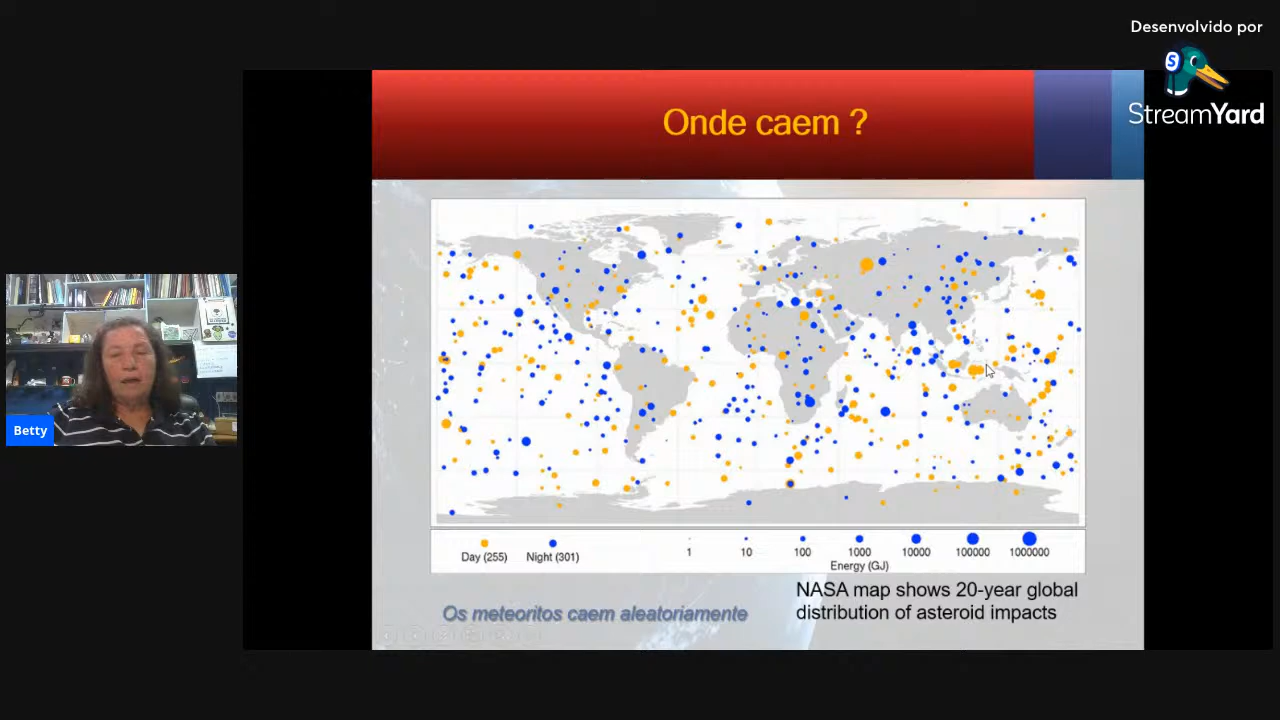 Desenvolvido por
StreamYard
Onde caem ?
Day (255)
Night (301)
1
10
100
1000
10000
100000
1000000
Energy (GJ)
Os meteoritos caem aleatoriamente
NASA map shows 20-year global
distribution of asteroid impacts
Betty